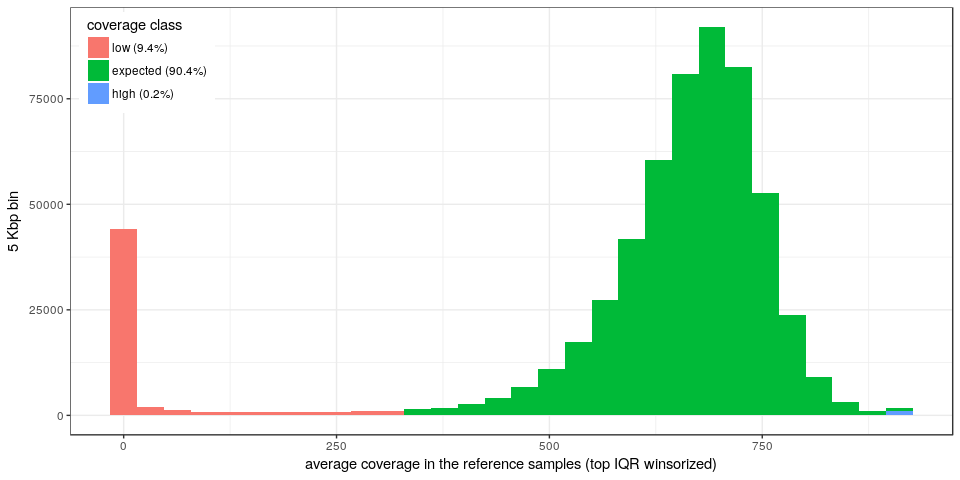 coverage class
low (9.4%)
expected (90.4%)
high (0.2%)
75000
50000
25000
0
5 Kbp bin
0 250 500 750
average coverage in the reference samples (top IQR winsorized)